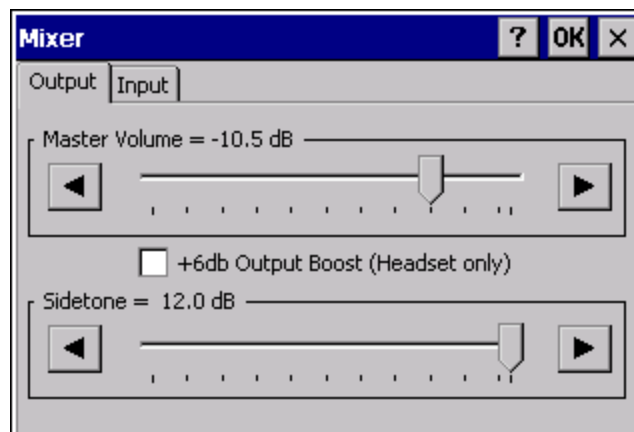 Mixer ? OK ×
Output Input
Master Volume = -10.5 dB
+6db Output Boost (Headset only)
Sidetone = 12.0 dB